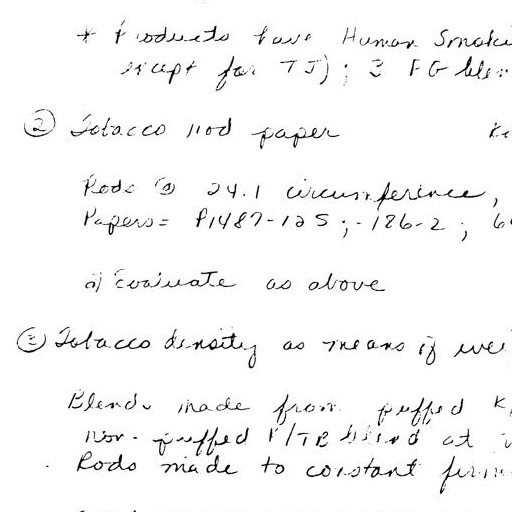 * Products have Human Smoki
except for TJ); 3 FG blen
② Tobacco rod paper
Rods @ 24.1 circumference,
Papers = P1487-125; -126-2; 6
a) Evaluate as above
③ Tobacco density as means of wei
Blends made from puffed K
non-puffed K/TB blend at
Rods made to constant firm